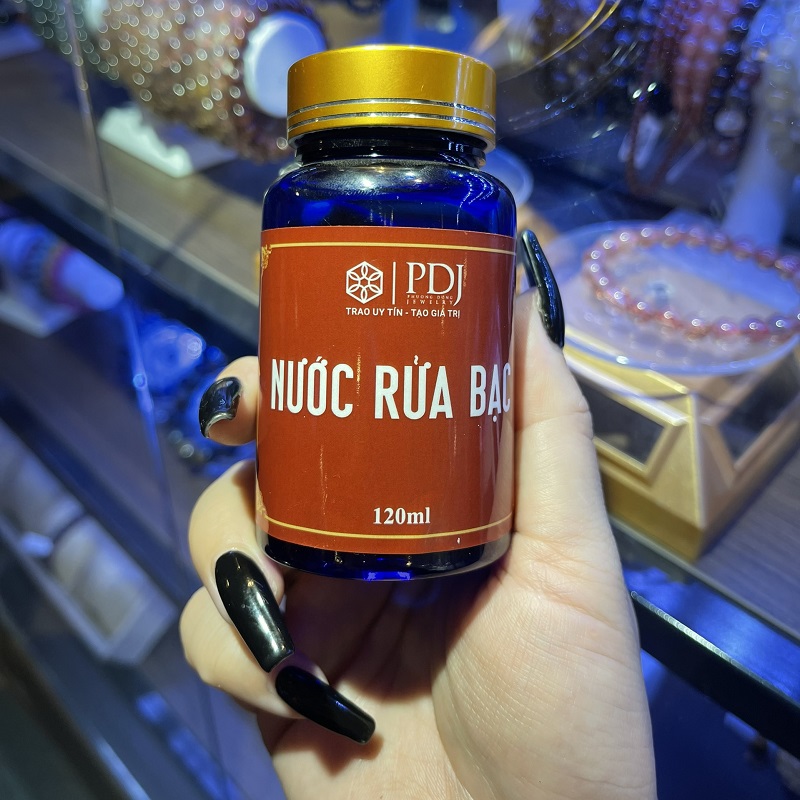 PDJ
PHUONG DONG
JEWELRY
TRAO UY TÍN - TẠO GIÁ TRỊ
NƯỚC RỬA BẠC
120ml